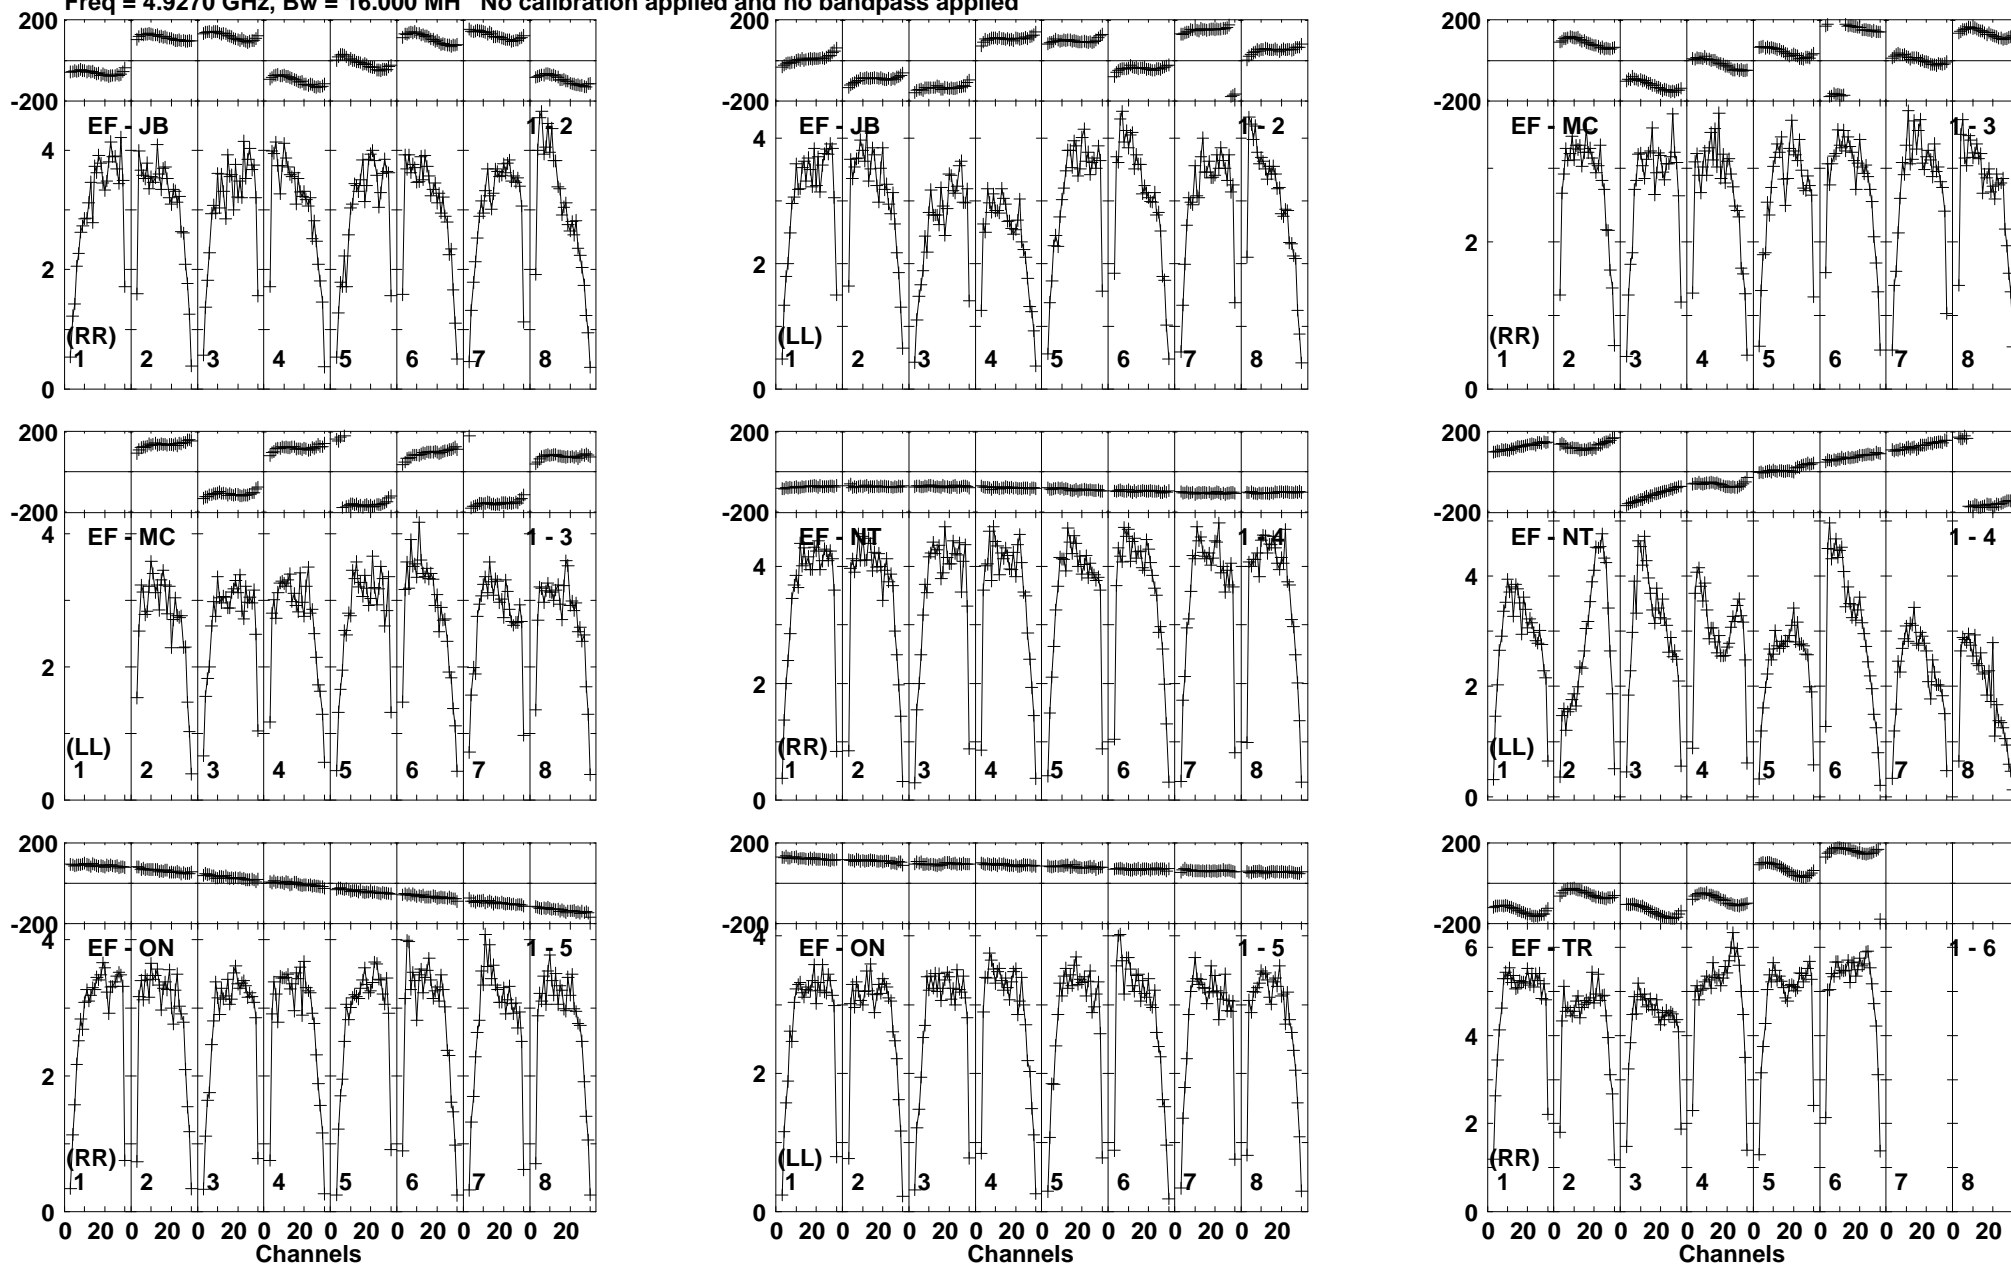 Freq = 4.9270 GHz, Bw = 16.000 MH No calibration applied and no bandpass applied
200 200 200
-200 -200 -200
EF - JB 1 - 2 EF - JB 1 - 2 EF - MC 1 - 3
4 4
2 2 2
(RR) (LL) (RR)
1 2 3 4 5 6 7 8 1 2 3 4 5 6 7 8 1 2 3 4 5 6 7 8
0 0 0
200 200 200
-200 -200 -200
EF - MC 1 - 3 EF - NT 1 - 4 EF - NT 1 - 4
4 4 4
2 2 2
(LL) (RR) (LL)
1 2 3 4 5 6 7 8 1 2 3 4 5 6 7 8 1 2 3 4 5 6 7 8
0 0 0
200 200 200
-200 -200 -200
4 EF - ON 1 - 5 4 EF - ON 1 - 5 6 EF - TR 1 - 6
4
2 2 2
(RR) (LL) (RR)
1 2 3 4 5 6 7 8 1 2 3 4 5 6 7 8 1 2 3 4 5 6 7 8
0 0 0
0 20 0 20 0 20 0 20 0 20 0 20 0 20 0 20 0 20 0 20 0 20 0 20 0 20 0 20 0 20 0 20 0 20 0 20 0 20 0 20 0 20 0 20 0 20 0 20
Channels Channels Channels